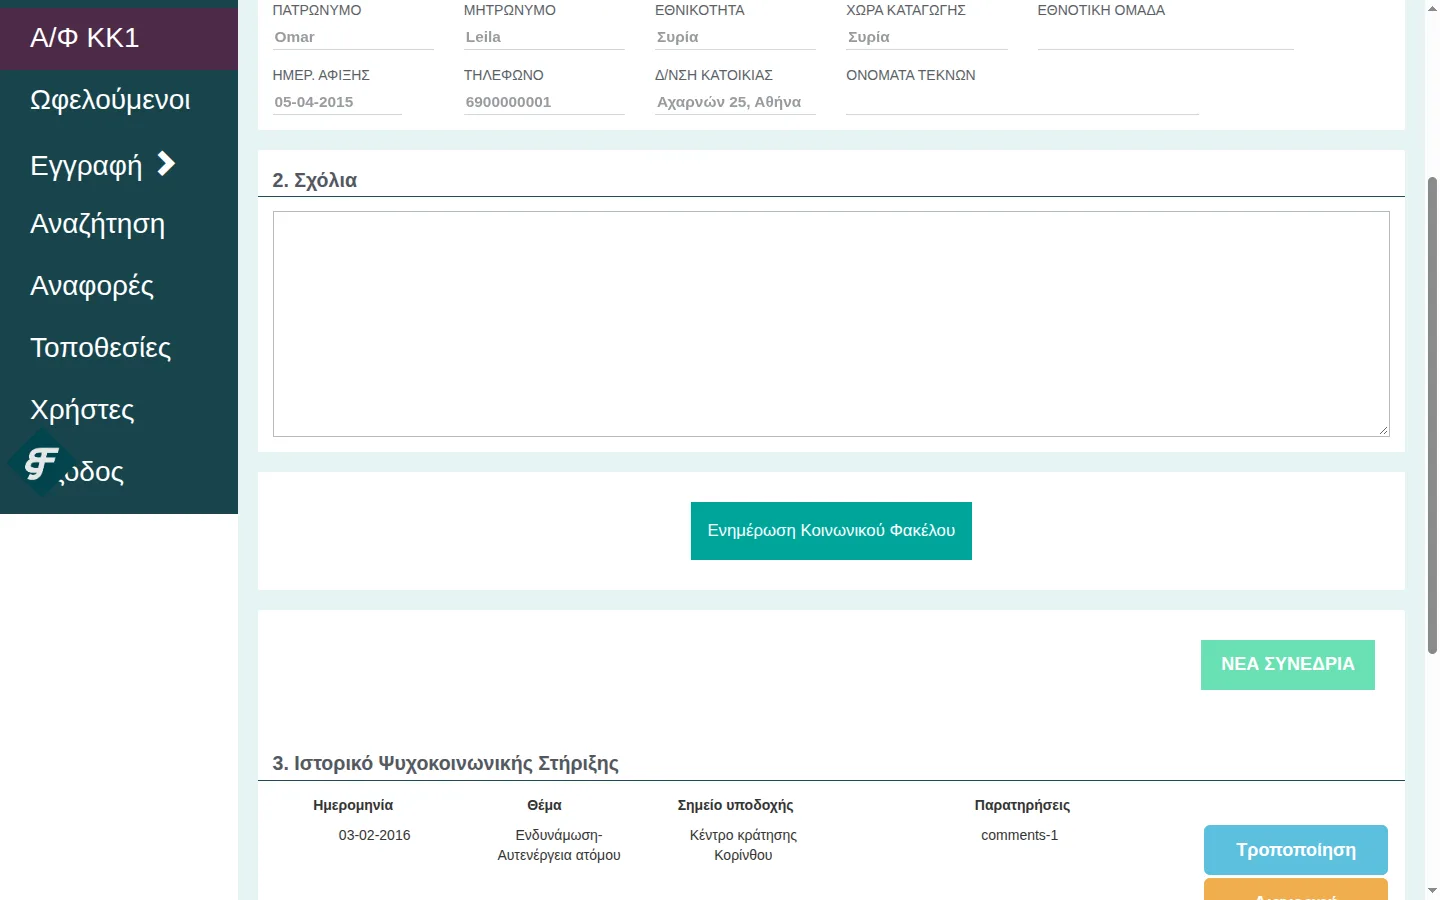 Α/Φ ΚΚ1
Ωφελούμενοι
Εγγραφή
Αναζήτηση
Αναφορές
Τοποθεσίες
Χρήστες
ΠΑΤΡΩΝΥΜΟ ΜΗΤΡΩΝΥΜΟ ΕΘΝΙΚΟΤΗΤΑ ΧΩΡΑ ΚΑΤΑΓΩΓΗΣ ΕΘΝΟΤΙΚΗ ΟΜΑΔΑ
Omar Leila Συρία Συρία
ΗΜΕΡ. ΑΦΙΞΗΣ ΤΗΛΕΦΩΝΟ Δ/ΝΣΗ ΚΑΤΟΙΚΙΑΣ ΟΝΟΜΑΤΑ ΤΕΚΝΩΝ
05-04-2015 6900000001 Αχαρνών 25, Αθήνα
2. Σχόλια
Ενημέρωση Κοινωνικού Φακέλου
ΝΕΑ ΣΥΝΕΔΡΙΑ
3. Ιστορικό Ψυχοκοινωνικής Στήριξης
Ημερομηνία Θέμα Σημείο υποδοχής Παρατηρήσεις
03-02-2016 Ενδυνάμωση- Κέντρο κράτησης comments-1
Αυτενέργεια ατόμου Κορίνθου
Τροποποίηση